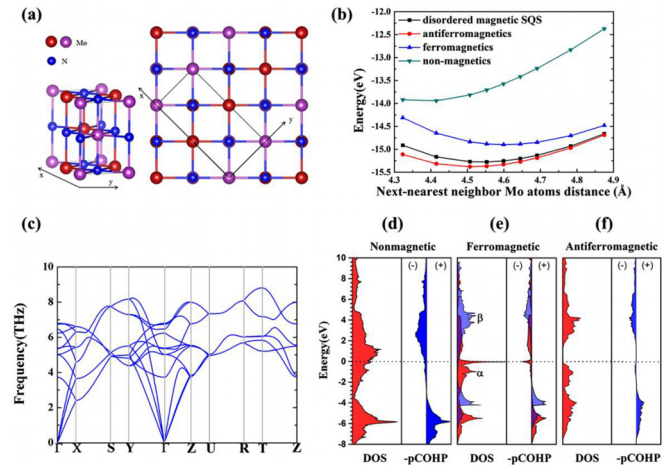 (a)
Mo
N
x
y
x
y
(b)
disordered magnetic SQS
antiferromagnetics
ferromagnetics
non-magnetics
Energy(eV)
-12.0
-12.5
-13.0
-13.5
-14.0
-14.5
-15.0
-15.5
-16.0
4.3 4.4 4.5 4.6 4.7 4.8 4.9
Next-nearest neighbor Mo atoms distance (Å)
(c)
Frequency(THz)
10
8
6
4
2
0
Γ X S Y Γ Z U R T Z
(d) (e) (f)
Nonmagnetic Ferromagnetic Antiferromagnetic
Energy(eV)
10
8
6
4
2
0
-2
-4
-6
-8
(-) (+) (-) (+) (-) (+)
β
α
DOS -pCOHP DOS -pCOHP DOS -pCOHP